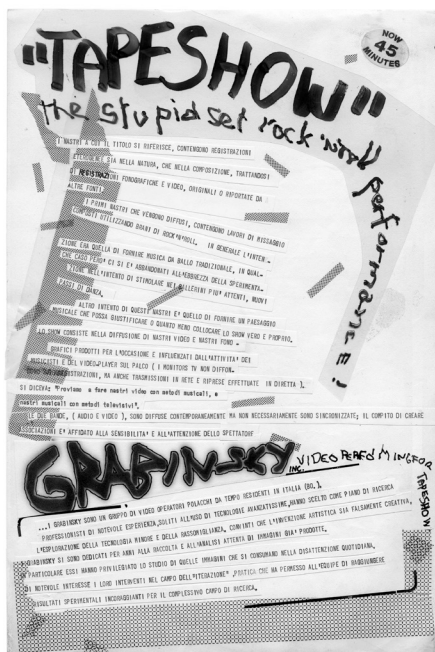 NOW
45
MINUTES
"TAPESHOW"
the stupid set rock'n'roll performance!
I NASTRI A CUI IL TITOLO SI RIFERISCE, CONTENGONO REGISTRAZIONI
SIA NELLA NATURA, CHE NELLA COMPOSIZIONE, TRATTANDOSI
DI REGISTRAZIONI FONOGRAFICHE E VIDEO, ORIGINALI O RIPORTATE DA
ALTRE FONTI.
I PRIMI NASTRI CHE VENGONO DIFFUSI, CONTENGONO LAVORI DI MISSAGGIO
COMPOSTI UTILIZZANDO BRANI DI ROCK'N'ROLL. IN GENERALE L'INTEN-
ZIONE ERA QUELLA DI FORNIRE MUSICA DA BALLO TRADIZIONALE, IN QUAL-
CHE CASO PERO' CI SI E' ABBANDONATI ALL'EBBREZZA DELLA SPERIMENTA-
ZIONE NELL'INTENTO DI STIMOLARE NEI BALLERINI PIU' ATTENTI, NUOVI
PASSI DI DANZA.
ALTRO INTENTO DI QUESTI NASTRI E' QUELLO DI FORNIRE UN PAESAGGIO
MUSICALE CHE POSSA GIUSTIFICARE O QUANTO MENO COLLOCARE LO SHOW VERO E PROPRIO.
LO SHOW CONSISTE NELLA DIFFUSIONE DI NASTRI VIDEO E NASTRI FONO -
GRAFICI PRODOTTI PER L'OCCASIONE E INFLUENZATI DALL'ATTIVITA' DEI
MUSICISTI E DEL VIDEO-PLAYER SUL PALCO ( I MONITORS TV NON DIFFON-
REGISTRAZIONI, MA ANCHE TRASMISSIONI IN RETE E RIPRESE EFFETTUATE IN DIRETTA ).
SI DICEVA: "Proviamo a fare nastri video con metodi musicali, e
nastri musicali con metodi televisivi".
LE DUE BANDE, ( AUDIO E VIDEO ), SONO DIFFUSE CONTEMPORANEAMENTE MA NON NECESSARIAMENTE SONO SINCRONIZZATE; IL COMPITO DI CREARE
ASSOCIAZIONI E' AFFIDATO ALLA SENSIBILITA' E ALL'ATTENZIONE DELLO SPETTATORE
GRABINSKY
INC. VIDEO PERFORMING FOR
TAPESHOW
...I GRABINSKY SONO UN GRUPPO DI VIDEO OPERATORI POLACCHI DA TEMPO RESIDENTI IN ITALIA (BO.).
PROFESSIONISTI DI NOTEVOLE ESPERIENZA, SOLITI ALL'USO DI TECNOLOGIE AVANZATISSIME, HANNO SCELTO COME PIANO DI RICERCA
L'ESPLORAZIONE DELLA TECNOLOGIA MINORE E DELLA RASSOMIGLIANZA. CONVINTI CHE L'INVENZIONE ARTISTICA SIA FALSAMENTE CREATIVA,
GRABINSKY SI SONO DEDICATI PER ANNI ALLA RACCOLTA E ALL'ANALISI ATTENTA DI IMMAGINI GIA' PRODOTTE.
IN PARTICOLARE ESSI HANNO PRIVILEGIATO LO STUDIO DI QUELLE IMMAGINI CHE SI CONSUMANO NELLA DISATTENZIONE QUOTIDIANA.
DI NOTEVOLE INTERESSE I LORO INTERVENTI NEL CAMPO DELL'"ITERAZIONE", PRATICA CHE HA PERMESSO ALL'EQUIPE DI RAGGIUNGERE
RISULTATI SPERIMENTALI INCORAGGIANTI PER IL COMPLESSIVO CAMPO DI RICERCA.